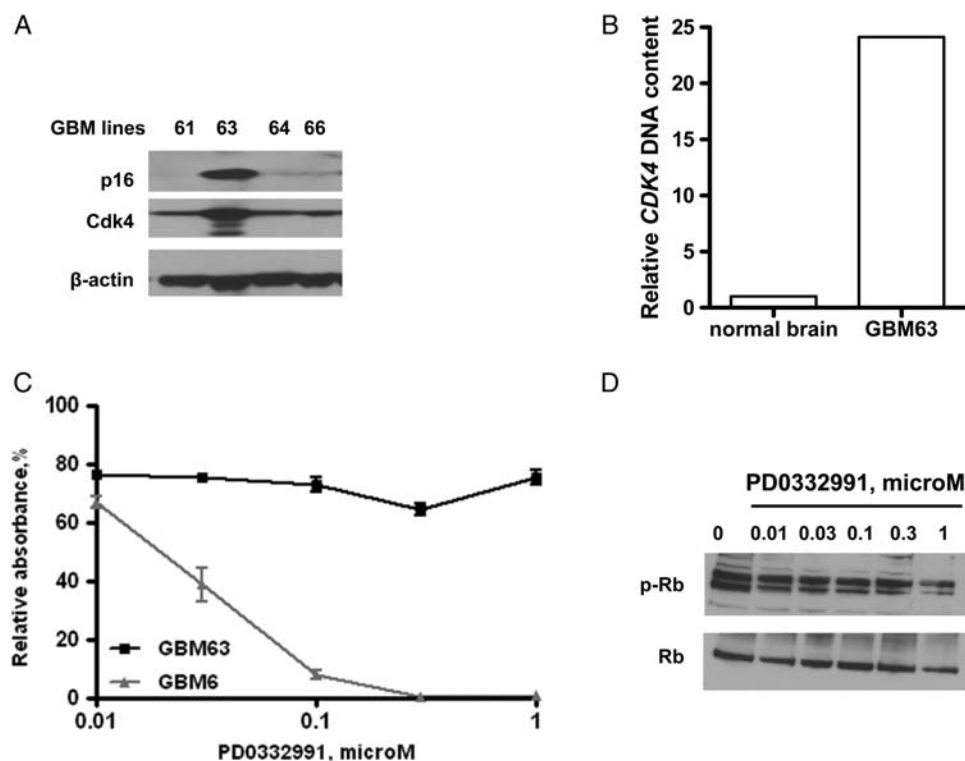 A
GBM lines 61 63 64 66
p16
Cdk4
β-actin
B
Relative CDK4 DNA content
25
20
15
10
5
0
normal brain GBM63
C
Relative absorbance,%
100
80
60
40
20
0
GBM63
GBM6
0.01 0.1 1
PD0332991, microM
D
PD0332991, microM
0 0.01 0.03 0.1 0.3 1
p-Rb
Rb